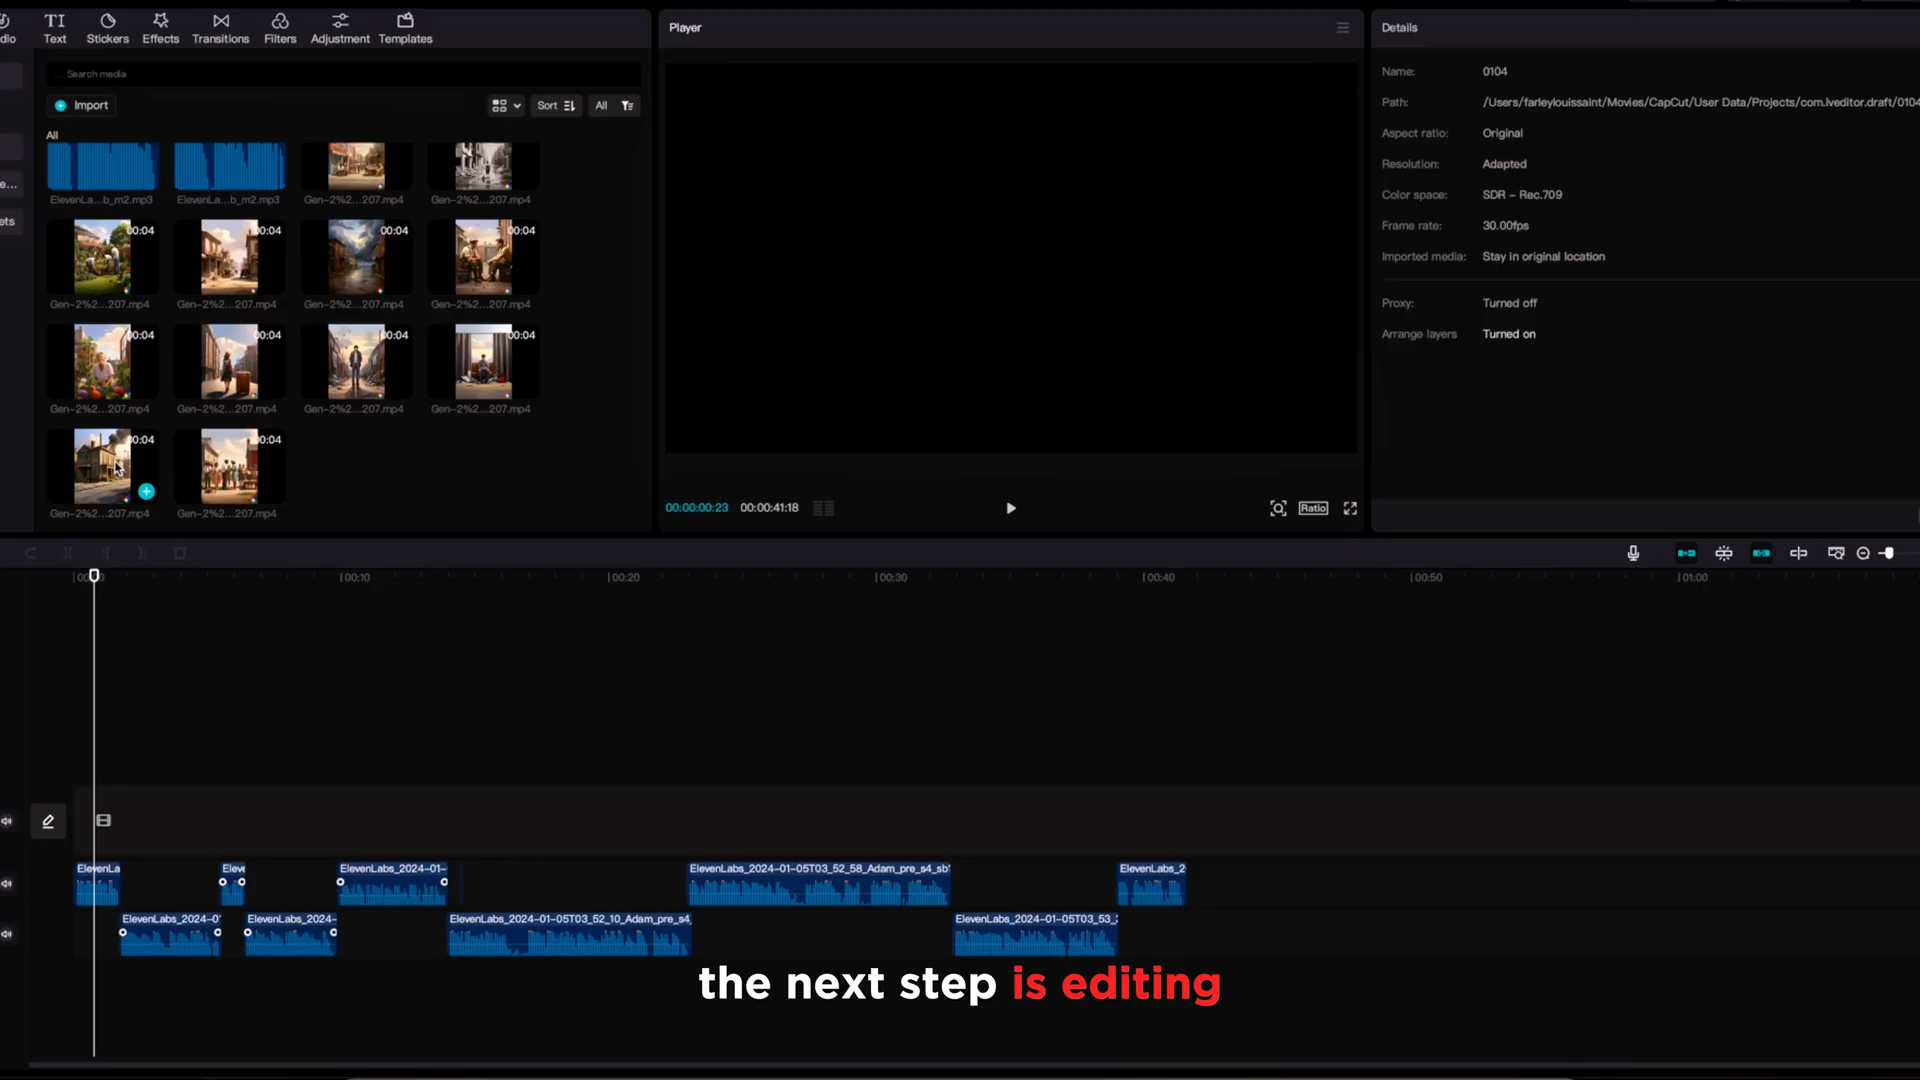 dio
Text
Stickers
Effects
Transitions
Filters
Adjustment
Templates
Search media
Import
Sort
All
All
ElevenLa...b_m2.mp3
ElevenLa...b_m2.mp3
Gen-2%2...207.mp4
Gen-2%2...207.mp4
e...
ets
00:04
00:04
00:04
00:04
Gen-2%2...207.mp4
Gen-2%2...207.mp4
Gen-2%2...207.mp4
Gen-2%2...207.mp4
00:04
00:04
00:04
00:04
Gen-2%2...207.mp4
Gen-2%2...207.mp4
Gen-2%2...207.mp4
Gen-2%2...207.mp4
00:04
00:04
Gen-2%2...207.mp4
Gen-2%2...207.mp4
Player
00:00:00:23
00:00:41:18
Ratio
Details
Name: 0104
Path: /Users/farleylouissaint/Movies/CapCut/User Data/Projects/com.lveditor.draft/0104
Aspect ratio: Original
Resolution: Adapted
Color space: SDR – Rec.709
Frame rate: 30.00fps
Imported media: Stay in original location
Proxy: Turned off
Arrange layers Turned on
00:10
00:20
00:30
00:40
00:50
01:00
ElevenLa
Eleve
ElevenLabs_2024-01-
ElevenLabs_2024-01-05T03_52_58_Adam_pre_s4_sb
ElevenLabs_2
ElevenLabs_2024-0
ElevenLabs_2024-
ElevenLabs_2024-01-05T03_52_10_Adam_pre_s4_
ElevenLabs_2024-01-05T03_53_
the next step is editing